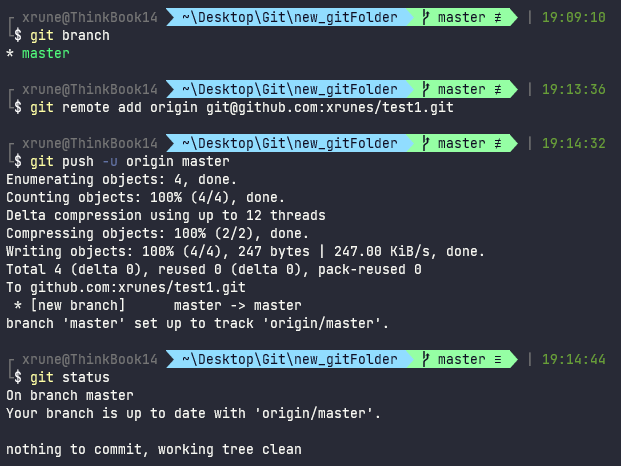 xrune@ThinkBook14 ~\Desktop\Git\new_gitFolder master ≢ | 19:09:10
$ git branch
* master
xrune@ThinkBook14 ~\Desktop\Git\new_gitFolder master ≢ | 19:13:36
$ git remote add origin git@github.com:xrunes/test1.git
xrune@ThinkBook14 ~\Desktop\Git\new_gitFolder master ≢ | 19:14:32
$ git push -u origin master
Enumerating objects: 4, done.
Counting objects: 100% (4/4), done.
Delta compression using up to 12 threads
Compressing objects: 100% (2/2), done.
Writing objects: 100% (4/4), 247 bytes | 247.00 KiB/s, done.
Total 4 (delta 0), reused 0 (delta 0), pack-reused 0
To github.com:xrunes/test1.git
 * [new branch]      master -> master
branch 'master' set up to track 'origin/master'.
xrune@ThinkBook14 ~\Desktop\Git\new_gitFolder master ≡ | 19:14:44
$ git status
On branch master
Your branch is up to date with 'origin/master'.
nothing to commit, working tree clean